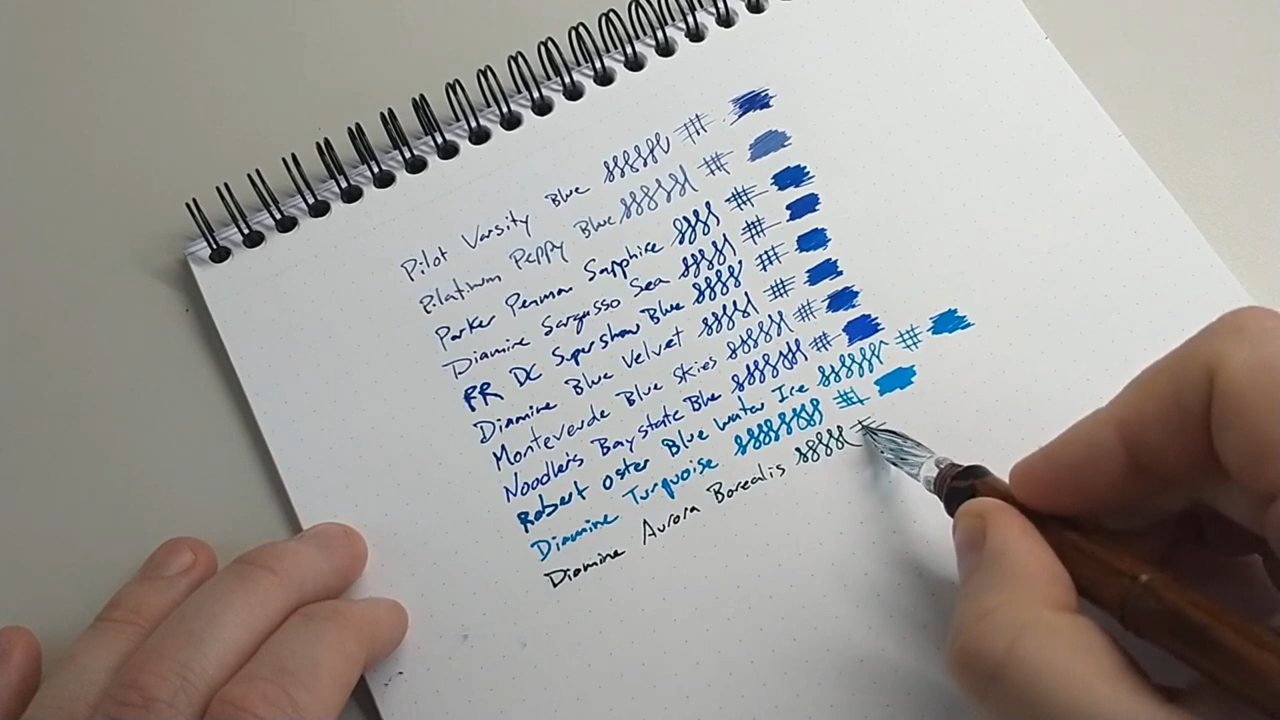 Pilot Varsity Blue
Platinum Peppy Blue
Parker Penman Sapphire
Diamine Sargasso Sea
FR DC Supershow Blue
Diamine Blue Velvet
Monteverde Blue Skies
Noodler's Baystate Blue
Robert Oster Blue Water Ice
Diamine Turquoise
Diamine Aurora Borealis